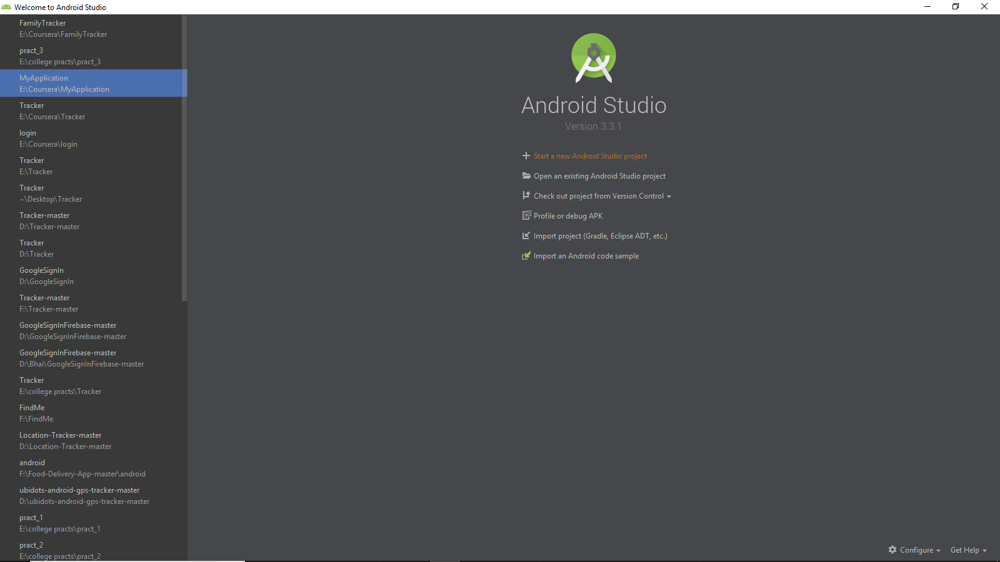 Welcome to Android Studio
FamilyTracker
E:\Coursera\FamilyTracker
pract_3
E:\college practs\pract_3
MyApplication
E:\Coursera\MyApplication
Tracker
E:\Coursera\Tracker
login
E:\Coursera\login
Tracker
E:\Tracker
Tracker
~\Desktop\Tracker
Tracker-master
D:\Tracker-master
Tracker
D:\Tracker
GoogleSignIn
D:\GoogleSignIn
Tracker-master
F:\Tracker-master
GoogleSignInFirebase-master
D:\GoogleSignInFirebase-master
GoogleSignInFirebase-master
D:\Bhai\GoogleSignInFirebase-master
Tracker
E:\college practs\Tracker
FindMe
F:\FindMe
Location-Tracker-master
D:\Location-Tracker-master
android
F:\Food-Delivery-App-master\android
ubidots-android-gps-tracker-master
D:\ubidots-android-gps-tracker-master
pract_1
E:\college practs\pract_1
pract_2
E:\college practs\pract_2
Android Studio
Version 3.3.1
Start a new Android Studio project
Open an existing Android Studio project
Check out project from Version Control
Profile or debug APK
Import project (Gradle, Eclipse ADT, etc.)
Import an Android code sample
Configure
Get Help